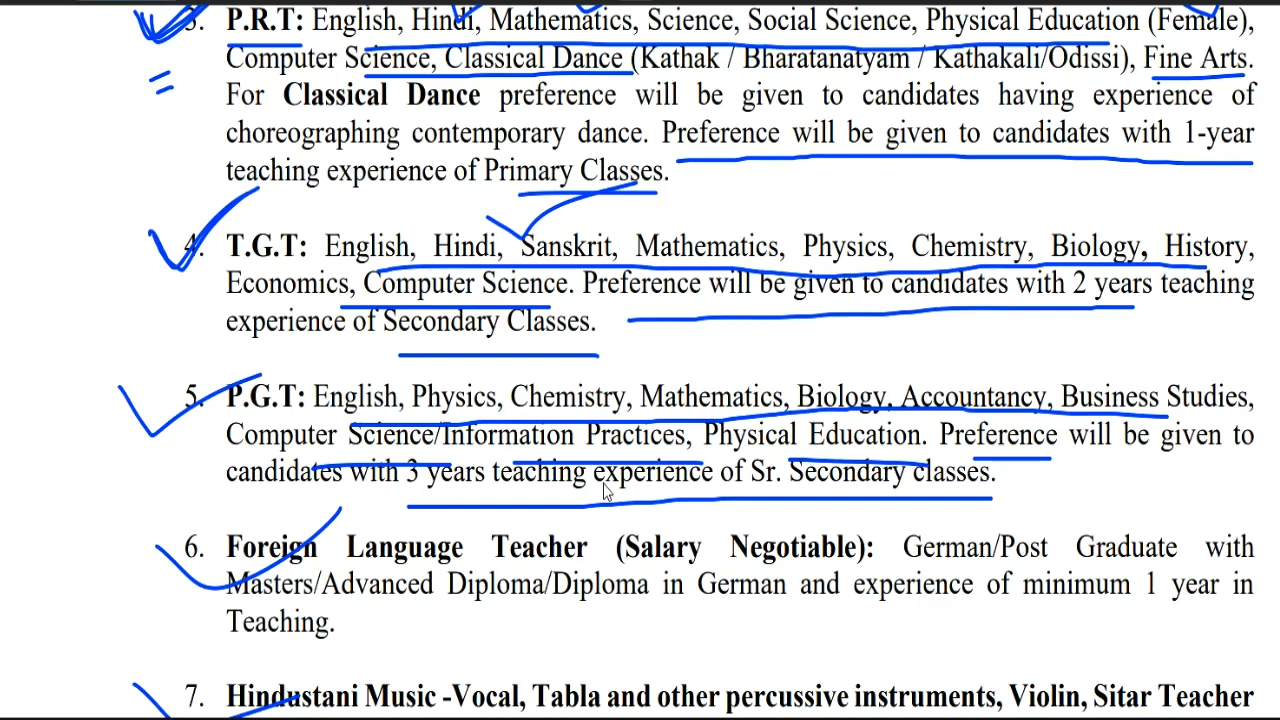 3. P.R.T: English, Hindi, Mathematics, Science, Social Science, Physical Education (Female),
Computer Science, Classical Dance (Kathak / Bharatanatyam / Kathakali/Odissi), Fine Arts.
For Classical Dance preference will be given to candidates having experience of
choreographing contemporary dance. Preference will be given to candidates with 1-year
teaching experience of Primary Classes.
4. T.G.T: English, Hindi, Sanskrit, Mathematics, Physics, Chemistry, Biology, History,
Economics, Computer Science. Preference will be given to candidates with 2 years teaching
experience of Secondary Classes.
5. P.G.T: English, Physics, Chemistry, Mathematics, Biology, Accountancy, Business Studies,
Computer Science/Information Practices, Physical Education. Preference will be given to
candidates with 3 years teaching experience of Sr. Secondary classes.
6. Foreign Language Teacher (Salary Negotiable): German/Post Graduate with
Masters/Advanced Diploma/Diploma in German and experience of minimum 1 year in
Teaching.
7. Hindustani Music -Vocal, Tabla and other percussive instruments, Violin, Sitar Teacher